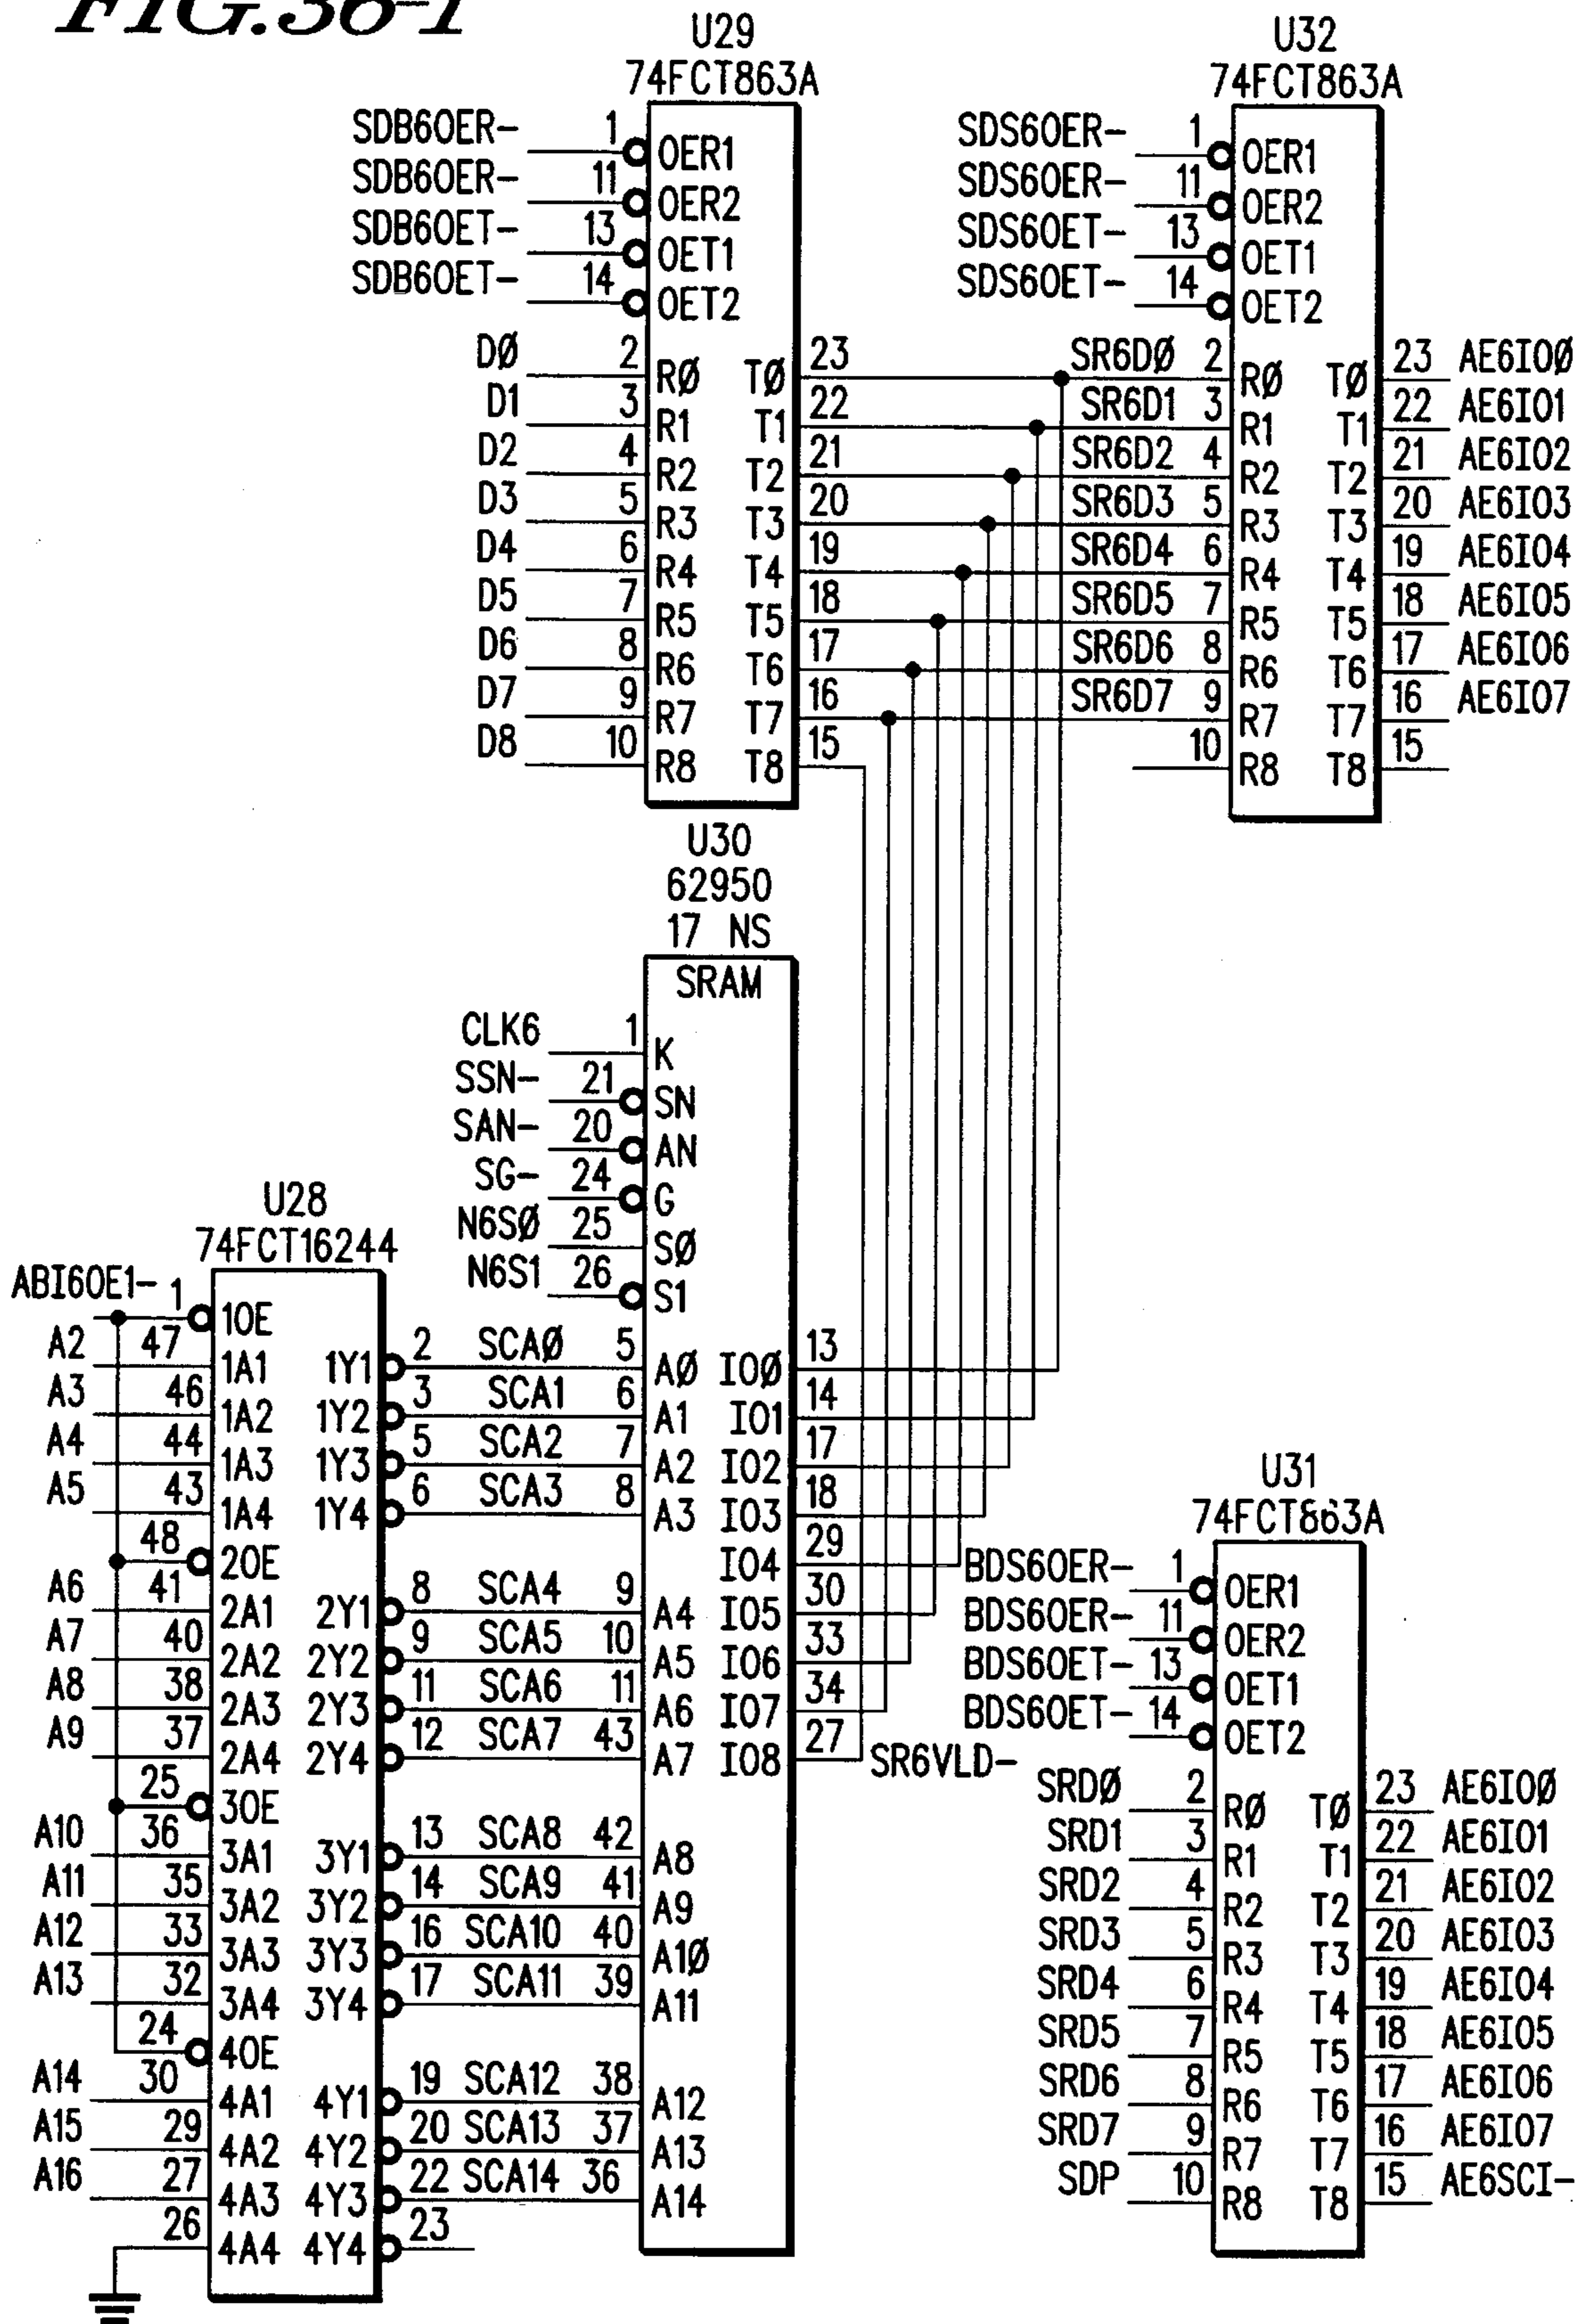 FIG.36-1
U29
74FCT863A
SDB6OER- 1 OER1
SDB6OER- 11 OER2
SDB6OET- 13 OET1
SDB6OET- 14 OET2
DØ 2 RØ TØ 23
D1 3 R1 T1 22
D2 4 R2 T2 21
D3 5 R3 T3 20
D4 6 R4 T4 19
D5 7 R5 T5 18
D6 8 R6 T6 17
D7 9 R7 T7 16
D8 10 R8 T8 15
U32
74FCT863A
SDS6OER- 1 OER1
SDS6OER- 11 OER2
SDS6OET- 13 OET1
SDS6OET- 14 OET2
SR6DØ 2 RØ TØ 23 AE6IOØ
SR6D1 3 R1 T1 22 AE6IO1
SR6D2 4 R2 T2 21 AE6IO2
SR6D3 5 R3 T3 20 AE6IO3
SR6D4 6 R4 T4 19 AE6IO4
SR6D5 7 R5 T5 18 AE6IO5
SR6D6 8 R6 T6 17 AE6IO6
SR6D7 9 R7 T7 16 AE6IO7
10 R8 T8 15
U30
62950
17 NS
SRAM
CLK6 1 K
SSN- 21 SN
SAN- 20 AN
SG- 24 G
N6SØ 25 SØ
N6S1 26 S1
SCAØ 5 AØ IOØ 13
SCA1 6 A1 IO1 14
SCA2 7 A2 IO2 17
SCA3 8 A3 IO3 18
IO4 29
SCA4 9 A4 IO5 30
SCA5 10 A5 IO6 33
SCA6 11 A6 IO7 34
SCA7 43 A7 IO8 27 SR6VLD-
SCA8 42 A8
SCA9 41 A9
SCA10 40 A1Ø
SCA11 39 A11
SCA12 38 A12
SCA13 37 A13
SCA14 36 A14
U28
74FCT16244
ABI6OE1- 1 1OE
A2 47 1A1 1Y1 2
A3 46 1A2 1Y2 3
A4 44 1A3 1Y3 5
A5 43 1A4 1Y4 6
48 2OE
A6 41 2A1 2Y1 8
A7 40 2A2 2Y2 9
A8 38 2A3 2Y3 11
A9 37 2A4 2Y4 12
25 3OE
A10 36 3A1 3Y1 13
A11 35 3A2 3Y2 14
A12 33 3A3 3Y3 16
A13 32 3A4 3Y4 17
24 4OE
A14 30 4A1 4Y1 19
A15 29 4A2 4Y2 20
A16 27 4A3 4Y3 22
26 4A4 4Y4 23
U31
74FCT863A
BDS6OER- 1 OER1
BDS6OER- 11 OER2
BDS6OET- 13 OET1
BDS6OET- 14 OET2
SRDØ 2 RØ TØ 23 AE6IOØ
SRD1 3 R1 T1 22 AE6IO1
SRD2 4 R2 T2 21 AE6IO2
SRD3 5 R3 T3 20 AE6IO3
SRD4 6 R4 T4 19 AE6IO4
SRD5 7 R5 T5 18 AE6IO5
SRD6 8 R6 T6 17 AE6IO6
SRD7 9 R7 T7 16 AE6IO7
SDP 10 R8 T8 15 AE6SCI-